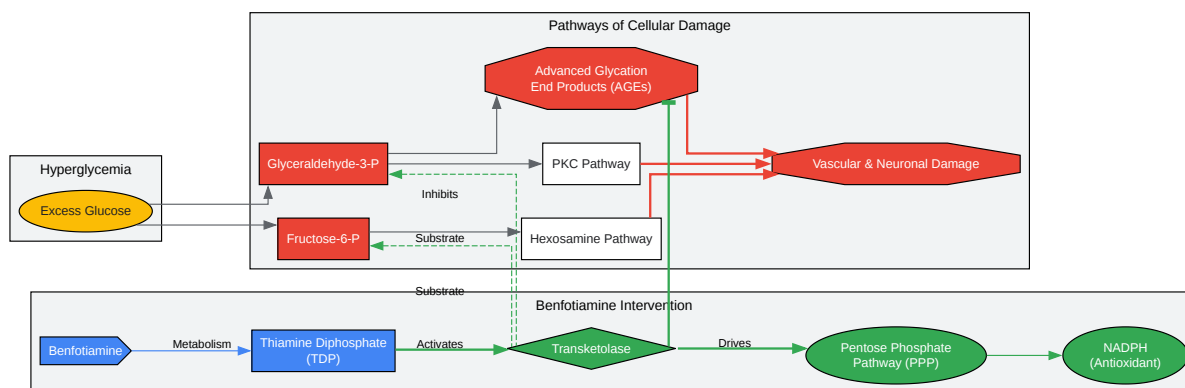 Pathways of Cellular Damage
Advanced Glycation
End Products (AGEs)
Hyperglycemia
Excess Glucose
Glyceraldehyde-3-P
PKC Pathway
Vascular & Neuronal Damage
Inhibits
Fructose-6-P
Substrate
Hexosamine Pathway
Substrate
Benfotiamine Intervention
Benfotiamine
Metabolism
Thiamine Diphosphate
(TDP)
Activates
Transketolase
Drives
Pentose Phosphate
Pathway (PPP)
NADPH
(Antioxidant)